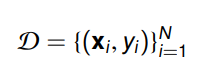 𝒟 = {(𝐱ᵢ, yᵢ)}ᵢ₌₁ᴺ